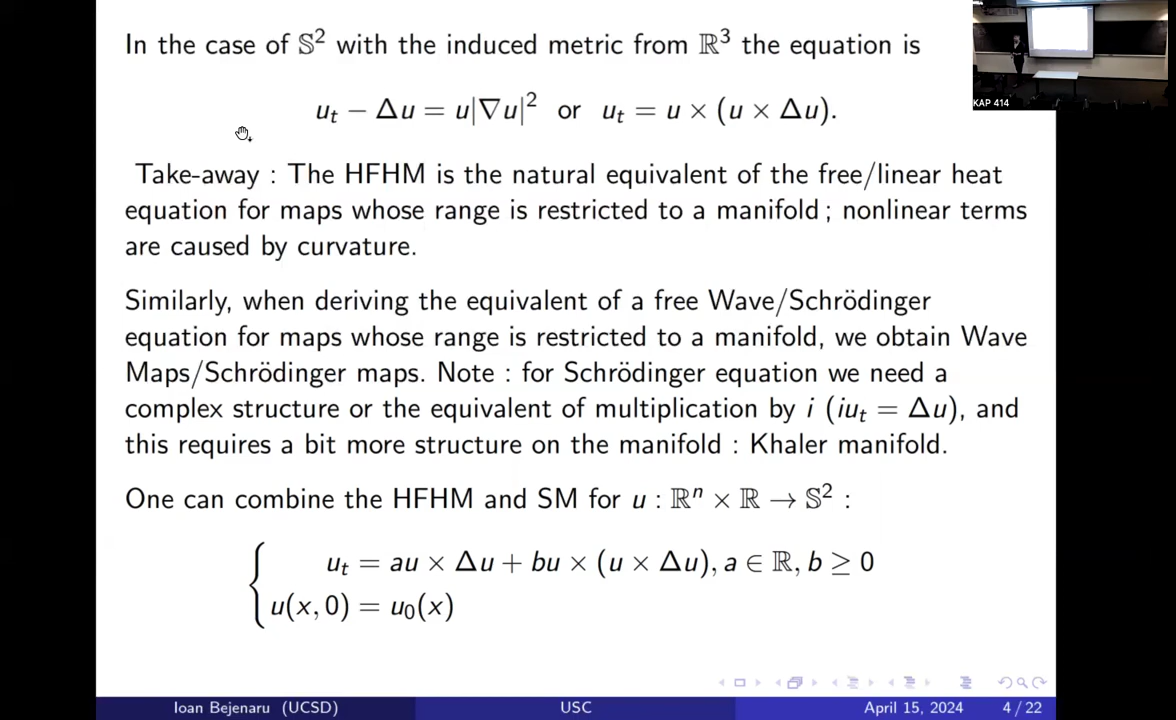 In the case of 𝕊² with the induced metric from ℝ³ the equation is
uₜ − Δu = u|∇u|² or uₜ = u × (u × Δu).
Take-away : The HFHM is the natural equivalent of the free/linear heat
equation for maps whose range is restricted to a manifold ; nonlinear terms
are caused by curvature.
Similarly, when deriving the equivalent of a free Wave/Schrödinger
equation for maps whose range is restricted to a manifold, we obtain Wave
Maps/Schrödinger maps. Note : for Schrödinger equation we need a
complex structure or the equivalent of multiplication by i (iuₜ = Δu), and
this requires a bit more structure on the manifold : Khaler manifold.
One can combine the HFHM and SM for u : ℝⁿ × ℝ → 𝕊² :
uₜ = au × Δu + bu × (u × Δu), a ∈ ℝ, b ≥ 0
u(x, 0) = u₀(x)
KAP 414
Ioan Bejenaru (UCSD) USC April 15, 2024 4 / 22